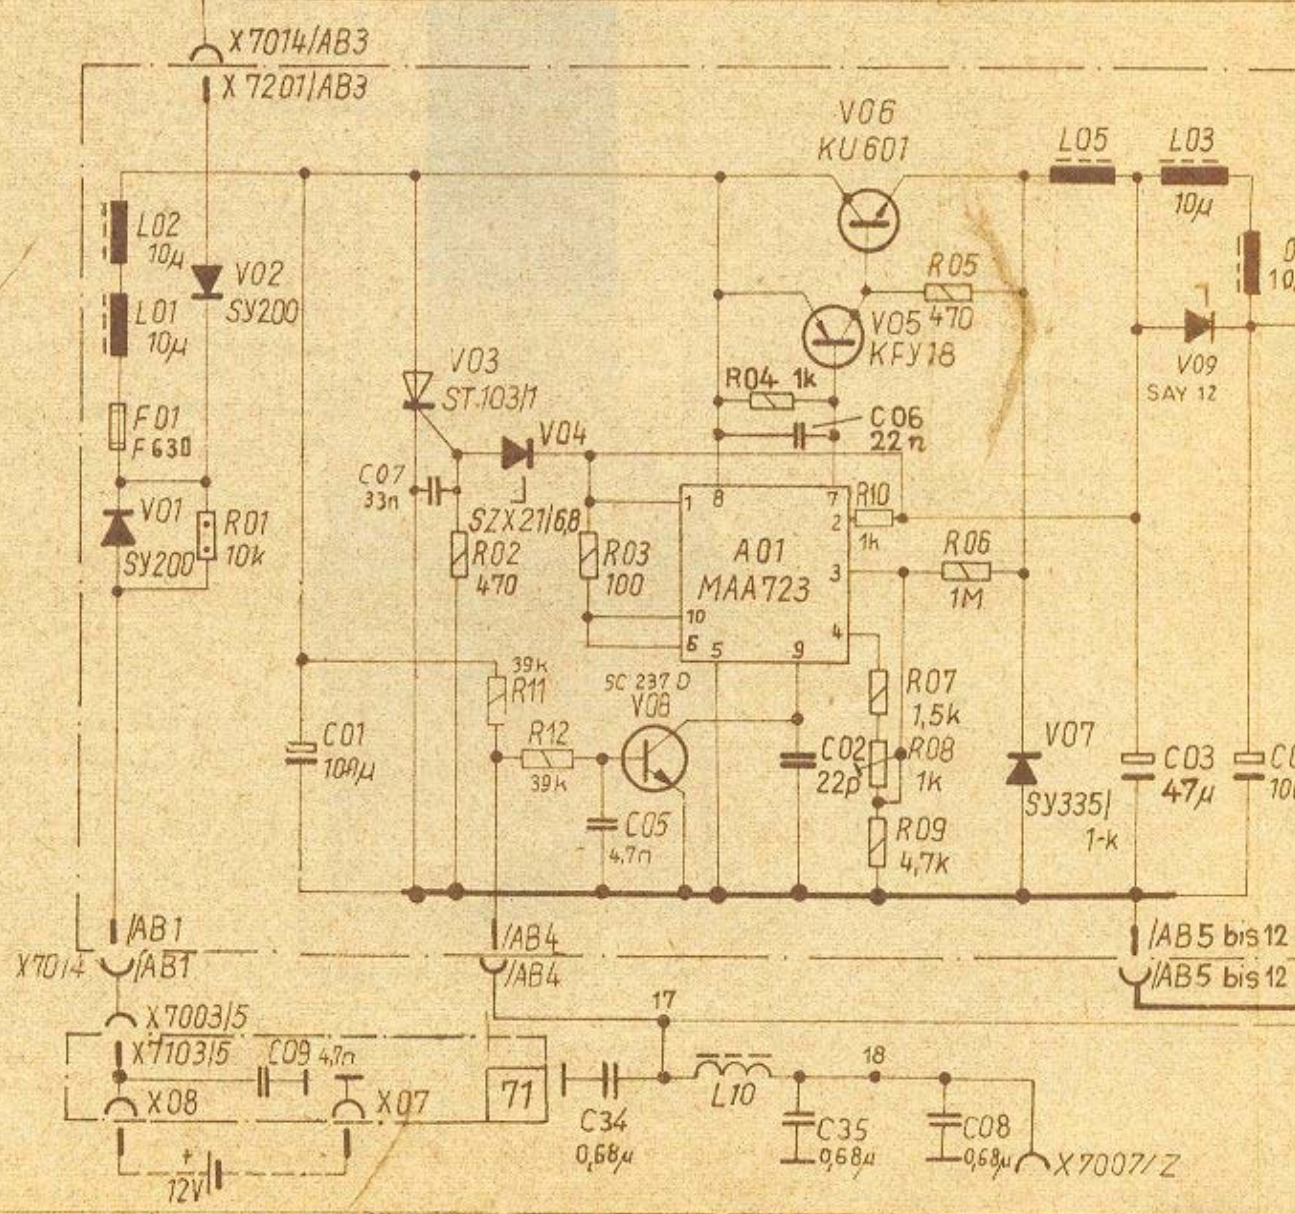 X7014/AB3
X7201/AB3
V06
KU601
L05
L03
10µ
L02
10µ
V02
SY200
L01
10µ
R05
470
V05
KFY18
V09
SAY 12
V03
ST103/1
R04 1k
C06
22n
F01
F630
V04
C07
33n
SZX21/6,8
V01
SY200
R01
10k
R02
470
R03
100
1
8
7
2
A01
MAA723
3
10
6
5
9
4
R10
1k
R06
1M
39k
R11
SC 237 D
V08
R07
1,5k
R12
39k
C01
100µ
C02
22p
R08
1k
V07
SY335/
1-k
C03
47µ
C05
4,7n
R09
4,7k
/AB1
/AB4
/AB5 bis 12
X7014
/AB1
/AB4
/AB5 bis 12
X7003/5
17
X7103/5
C09 4,7n
X08
X07
71
L10
18
C34
0,68µ
C35
0,68µ
C08
0,68µ
X7007/Z
+
12V